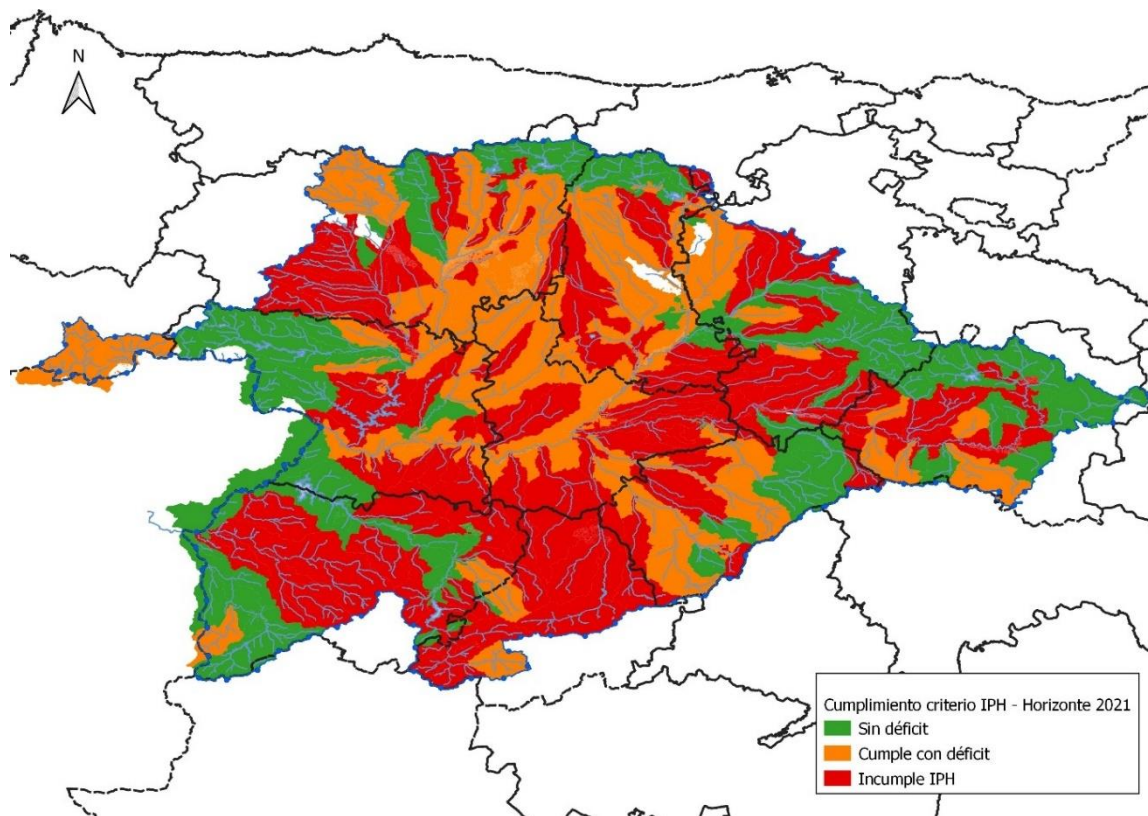 N
Cumplimiento criterio IPH - Horizonte 2021
Sin déficit
Cumple con déficit
Incumple IPH